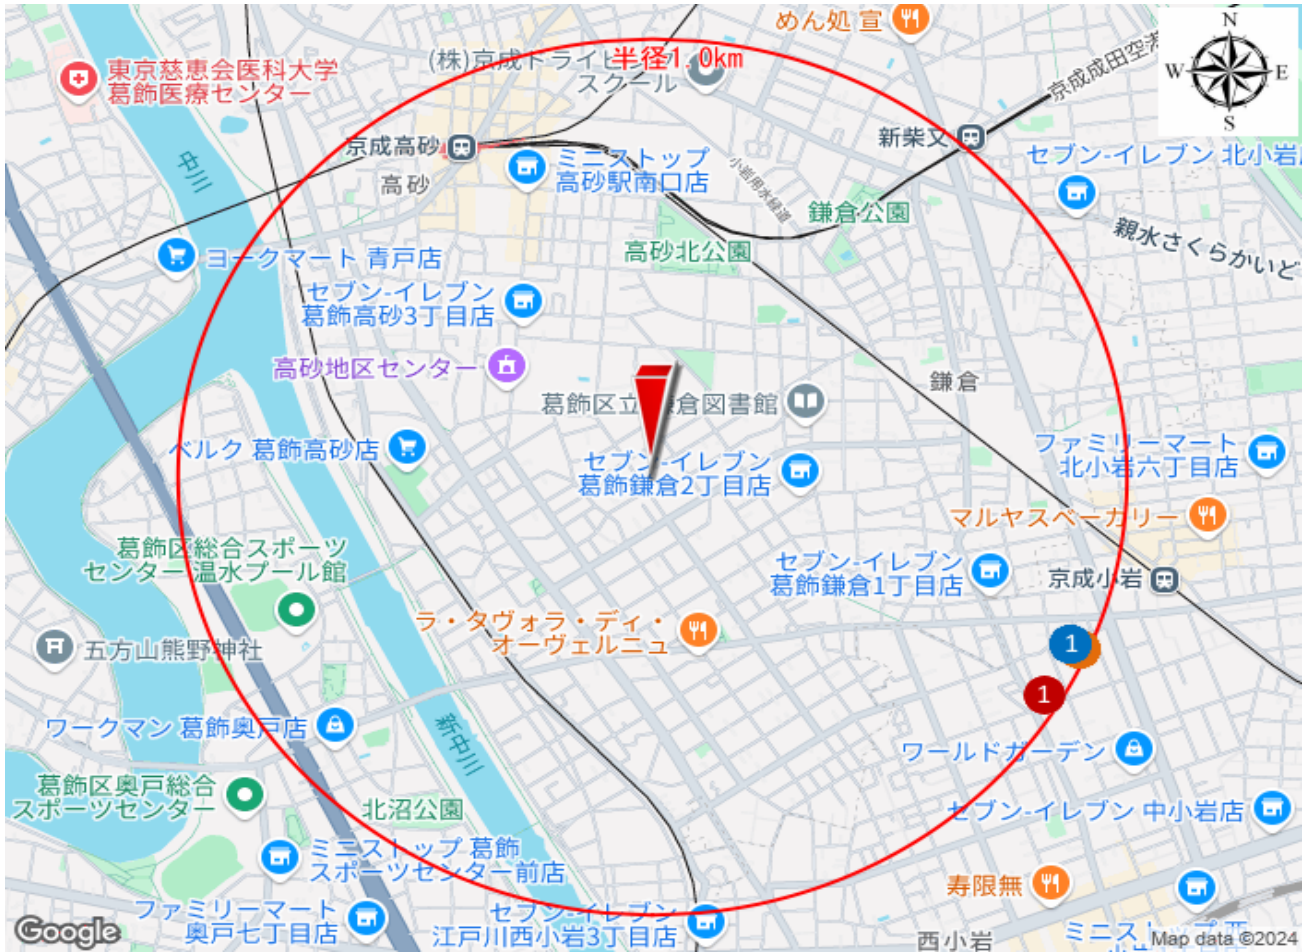 めん処 宣
N
W
E
S
(株)京成ドライビング
スクール
半径1.0km
東京慈恵会医科大学
葛飾医療センター
京成成田空港
新柴又
京成高砂
ミニストップ
高砂駅南口店
セブン-イレブン 北小岩
中川
高砂
小岩用水緑道
鎌倉公園
高砂北公園
親水さくらかいど
ヨークマート 青戸店
セブン-イレブン
葛飾高砂3丁目店
高砂地区センター
鎌倉
葛飾区立鎌倉図書館
ベルク 葛飾高砂店
セブン-イレブン
葛飾鎌倉2丁目店
ファミリーマート
北小岩六丁目店
マルヤスベーカリー
葛飾区総合スポーツ
センター 温水プール館
セブン-イレブン
葛飾鎌倉1丁目店
京成小岩
ラ・タヴォラ・ディ・
オーヴェルニュ
五方山熊野神社
1
1
ワークマン 葛飾奥戸店
新中川
ワールドガーデン
葛飾区奥戸総合
スポーツセンター
北沼公園
セブン-イレブン 中小岩店
ミニストップ 葛飾
スポーツセンター前店
寿限無
ファミリーマート
奥戸七丁目店
セブン-イレブン
江戸川西小岩3丁目店
西小岩
ミニストップ 西
Google
Map data ©2024